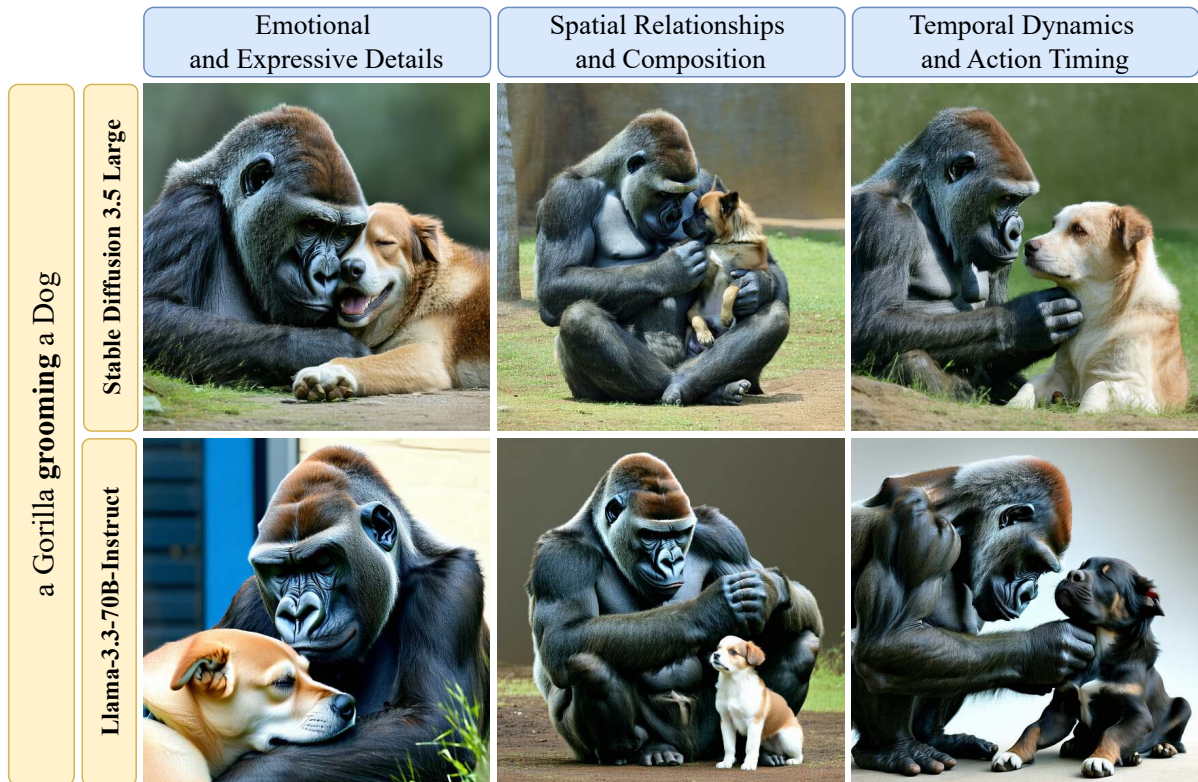 Emotional
and Expressive Details
Spatial Relationships
and Composition
Temporal Dynamics
and Action Timing
a Gorilla grooming a Dog
Stable Diffusion 3.5 Large
Llama-3.3-70B-Instruct